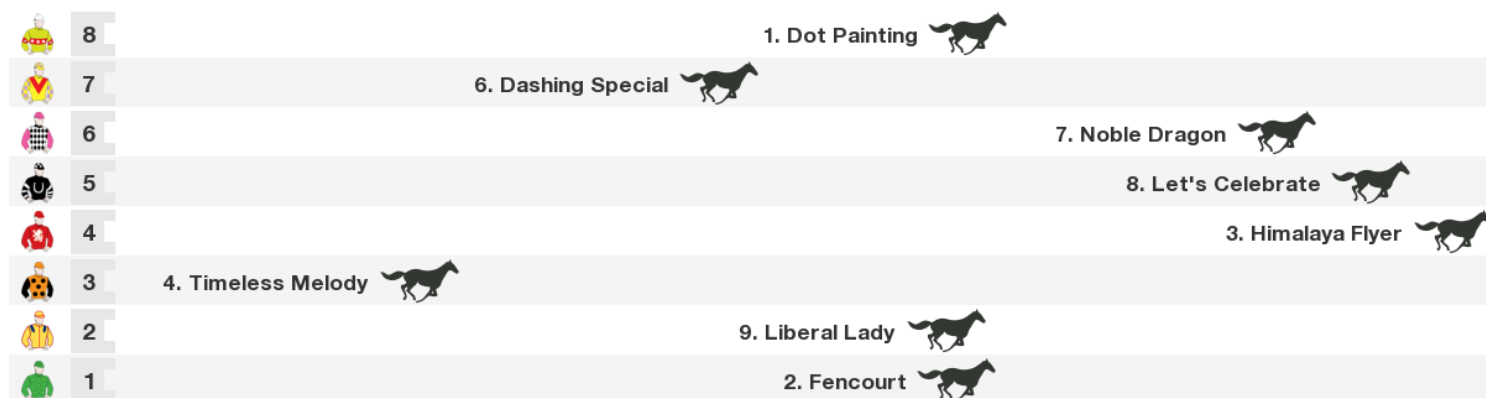 8 1. Dot Painting
7 6. Dashing Special
6 7. Noble Dragon
5 8. Let's Celebrate
4 3. Himalaya Flyer
3 4. Timeless Melody
2 9. Liberal Lady
1 2. Fencourt